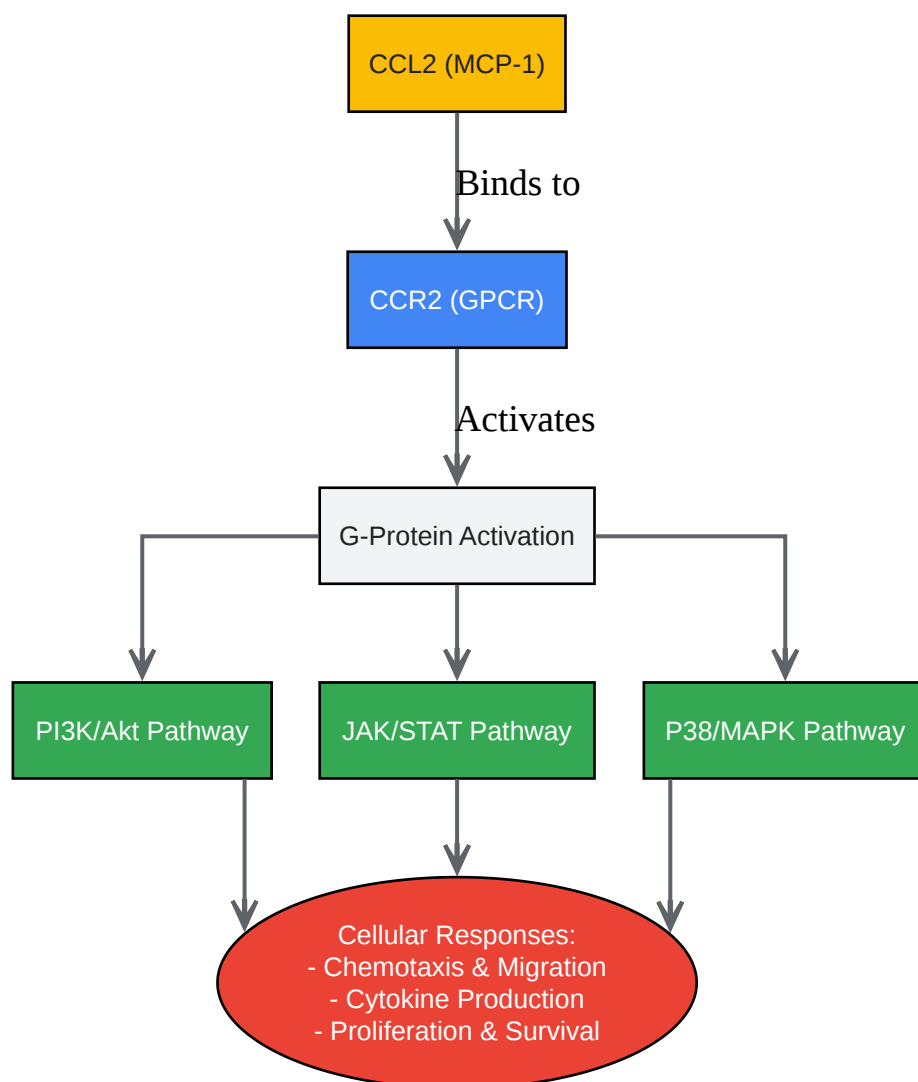 CCL2 (MCP-1)
Binds to
CCR2 (GPCR)
Activates
G-Protein Activation
PI3K/Akt Pathway
JAK/STAT Pathway
P38/MAPK Pathway
Cellular Responses:
- Chemotaxis & Migration
- Cytokine Production
- Proliferation & Survival